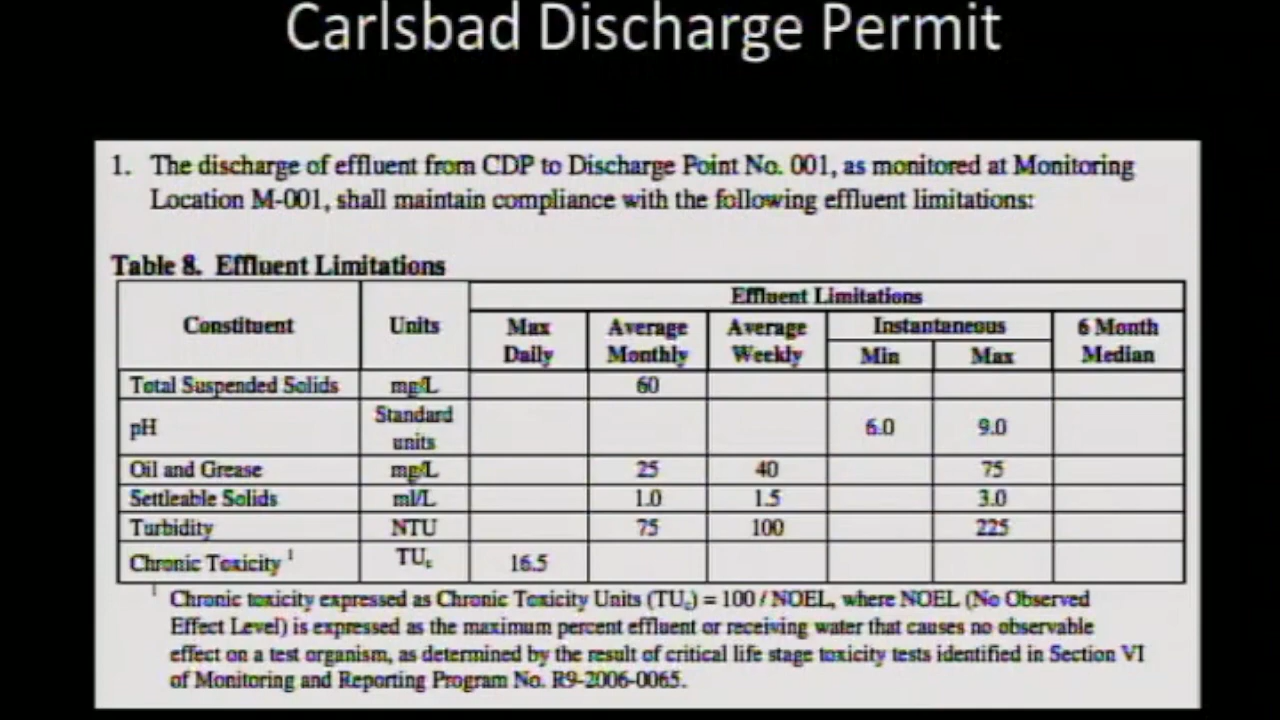 Carlsbad Discharge Permit
1. The discharge of effluent from CDP to Discharge Point No. 001, as monitored at Monitoring
Location M-001, shall maintain compliance with the following effluent limitations:
Table 8. Effluent Limitations
Effluent Limitations
Constituent Units Max Daily Average Monthly Average Weekly Instantaneous 6 Month Median
Min Max
Total Suspended Solids mg/L 60
pH Standard units 6.0 9.0
Oil and Grease mg/L 25 40 75
Settleable Solids ml/L 1.0 1.5 3.0
Turbidity NTU 75 100 225
Chronic Toxicity 1 TUc 16.5
1 Chronic toxicity expressed as Chronic Toxicity Units (TUc) = 100 / NOEL, where NOEL (No Observed
Effect Level) is expressed as the maximum percent effluent or receiving water that causes no observable
effect on a test organism, as determined by the result of critical life stage toxicity tests identified in Section VI
of Monitoring and Reporting Program No. R9-2006-0065.